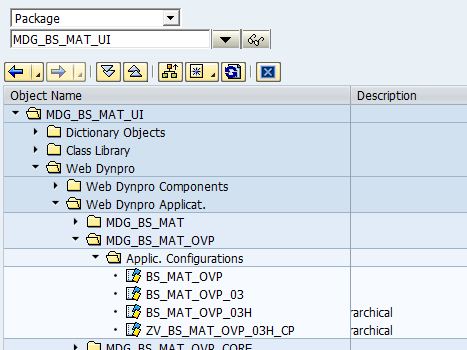 Package
MDG_BS_MAT_UI
Object Name Description
MDG_BS_MAT_UI
Dictionary Objects
Class Library
Web Dynpro
Web Dynpro Components
Web Dynpro Applicat.
MDG_BS_MAT
MDG_BS_MAT_OVP
Applic. Configurations
BS_MAT_OVP
BS_MAT_OVP_03
BS_MAT_OVP_03H rarchical
ZV_BS_MAT_OVP_03H_CP rarchical
MDG_BS_MAT_OVP_CORE